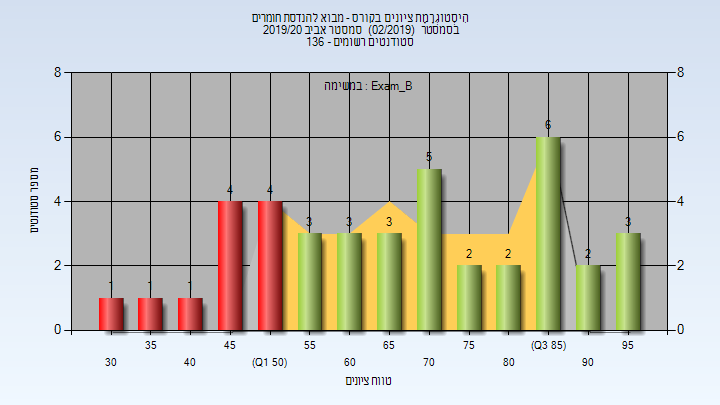 היסטוגרמת ציונים בקורס - מבוא להנדסת חומרים
בסמסטר (02/2019) סמסטר אביב 2019/20
סטודנטים רשומים - 136
במשימה : Exam_B
מספר סטודנטים
8 8
6 6
4 4
2 2
0 0
1 1 1 4 4 3 3 3 5 2 2 6 2 3
35 45 55 65 75 (Q3 85) 95
30 40 (Q1 50) 60 70 80 90
טווח ציונים